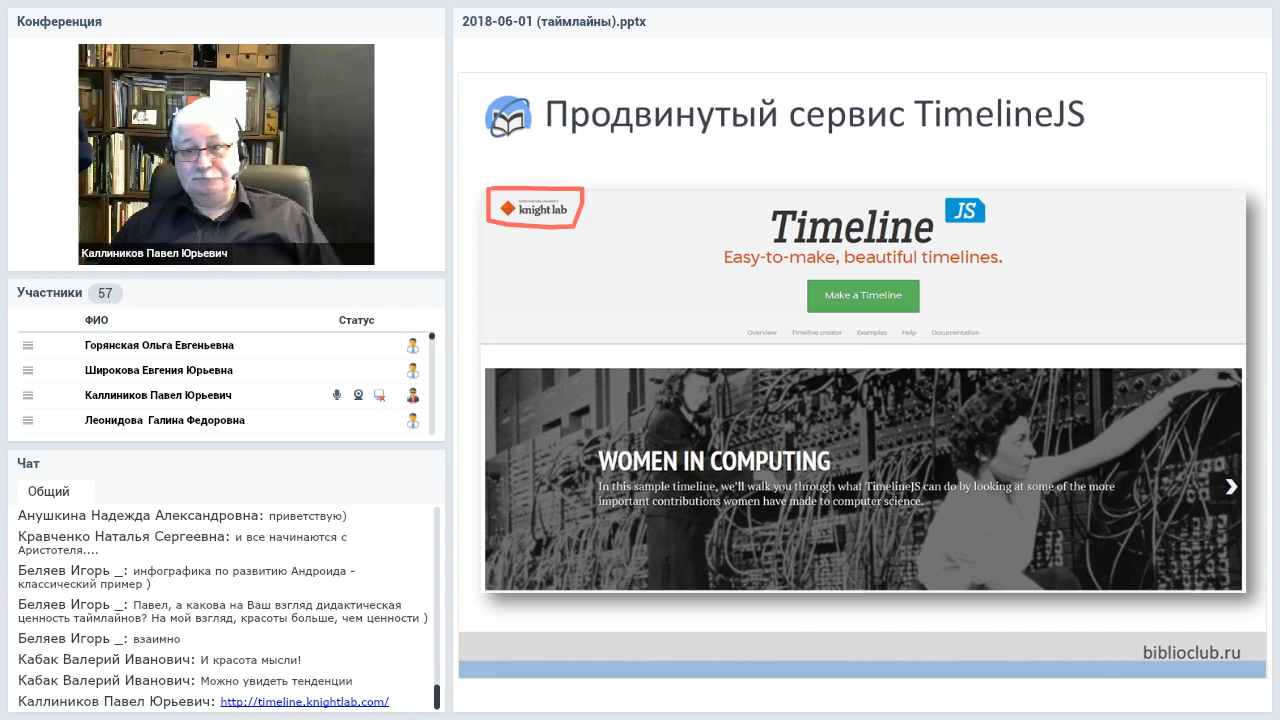 Конференция
Каллиников Павел Юрьевич
Участники 57
ФИО Статус
Горянская Ольга Евгеньевна
Широкова Евгения Юрьевна
Каллиников Павел Юрьевич
Леонидова Галина Федоровна
Чат
Общий
Анушкина Надежда Александровна: приветствую)
Кравченко Наталья Сергеевна: и все начинаются с
Аристотеля....
Беляев Игорь _: инфографика по развитию Андроида -
классический пример )
Беляев Игорь _: Павел, а какова на Ваш взгляд дидактическая
ценность таймлайнов? На мой взгляд, красоты больше, чем ценности )
Беляев Игорь _: взаимно
Кабак Валерий Иванович: И красота мысли!
Кабак Валерий Иванович: Можно увидеть тенденции
Каллиников Павел Юрьевич: http://timeline.knightlab.com/
2018-06-01 (таймлайны).pptx
Продвинутый сервис TimelineJS
knight lab
Timeline JS
Easy-to-make, beautiful timelines.
Make a Timeline
Overview Timeline creator Examples Help Documentation
WOMEN IN COMPUTING
In this sample timeline, we'll walk you through what TimelineJS can do by looking at some of the more
important contributions women have made to computer science.
biblioclub.ru